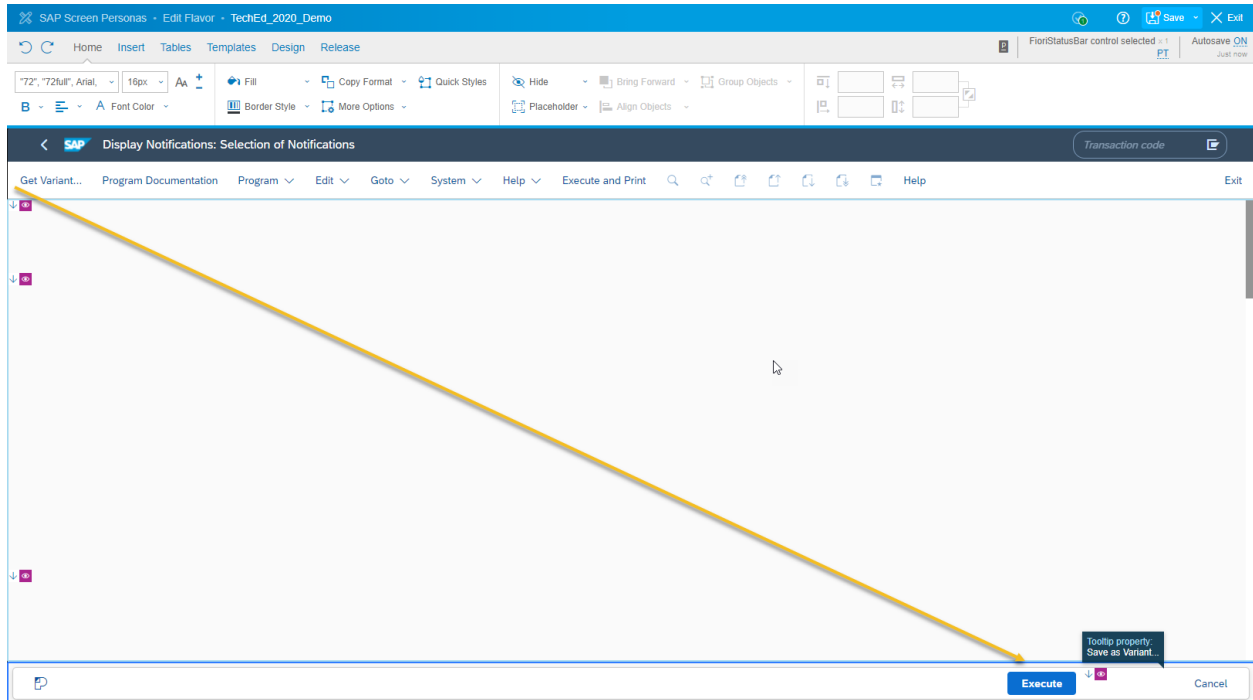 SAP Screen Personas • Edit Flavor • TechEd_2020_Demo
Save
Exit
Home Insert Tables Templates Design Release
P
FioriStatusBar control selected × 1
PT
Autosave ON
Just now
"72", "72full", Arial,
16px
AA
Fill
Copy Format
Quick Styles
Hide
Bring Forward
Group Objects
B
A Font Color
Border Style
More Options
Placeholder
Align Objects
SAP
Display Notifications: Selection of Notifications
Transaction code
Get Variant... Program Documentation Program Edit Goto System Help Execute and Print Help Exit
Tooltip property:
Save as Variant...
Execute
Cancel